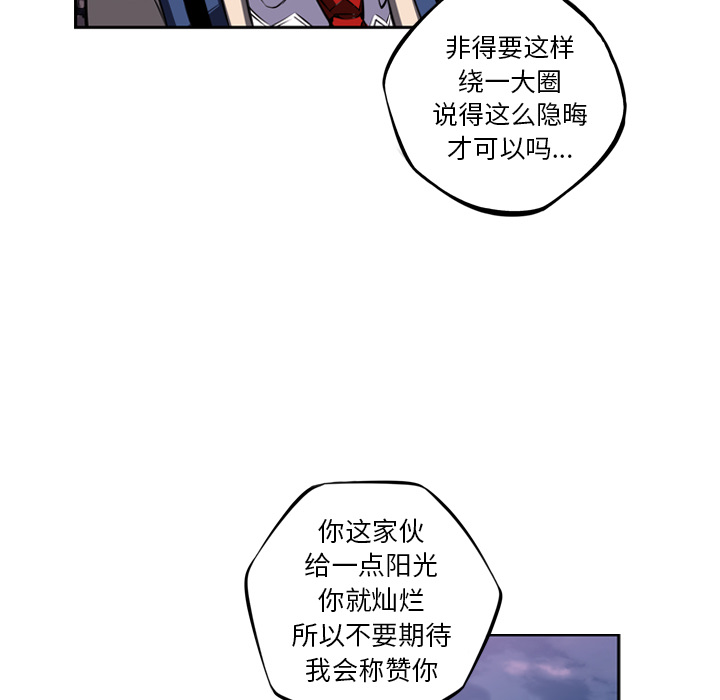 非得要这样
绕一大圈
说得这么隐晦
才可以吗...
你这家伙
给一点阳光
你就灿烂
所以不要期待
我会称赞你